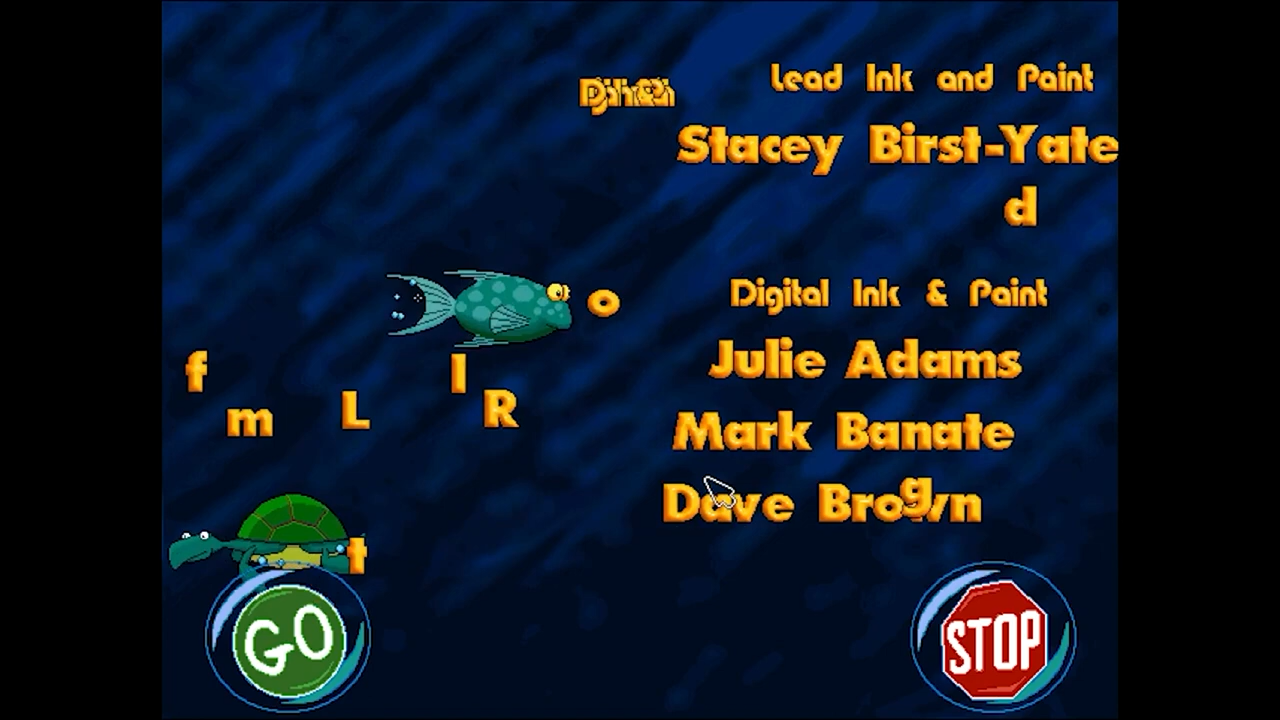 Lead Ink and Paint
Stacey Birst-Yate
d
Digital Ink & Paint
o
Julie Adams
f
l
m
L
R
Mark Banate
Dave Brown
g
t
GO
STOP